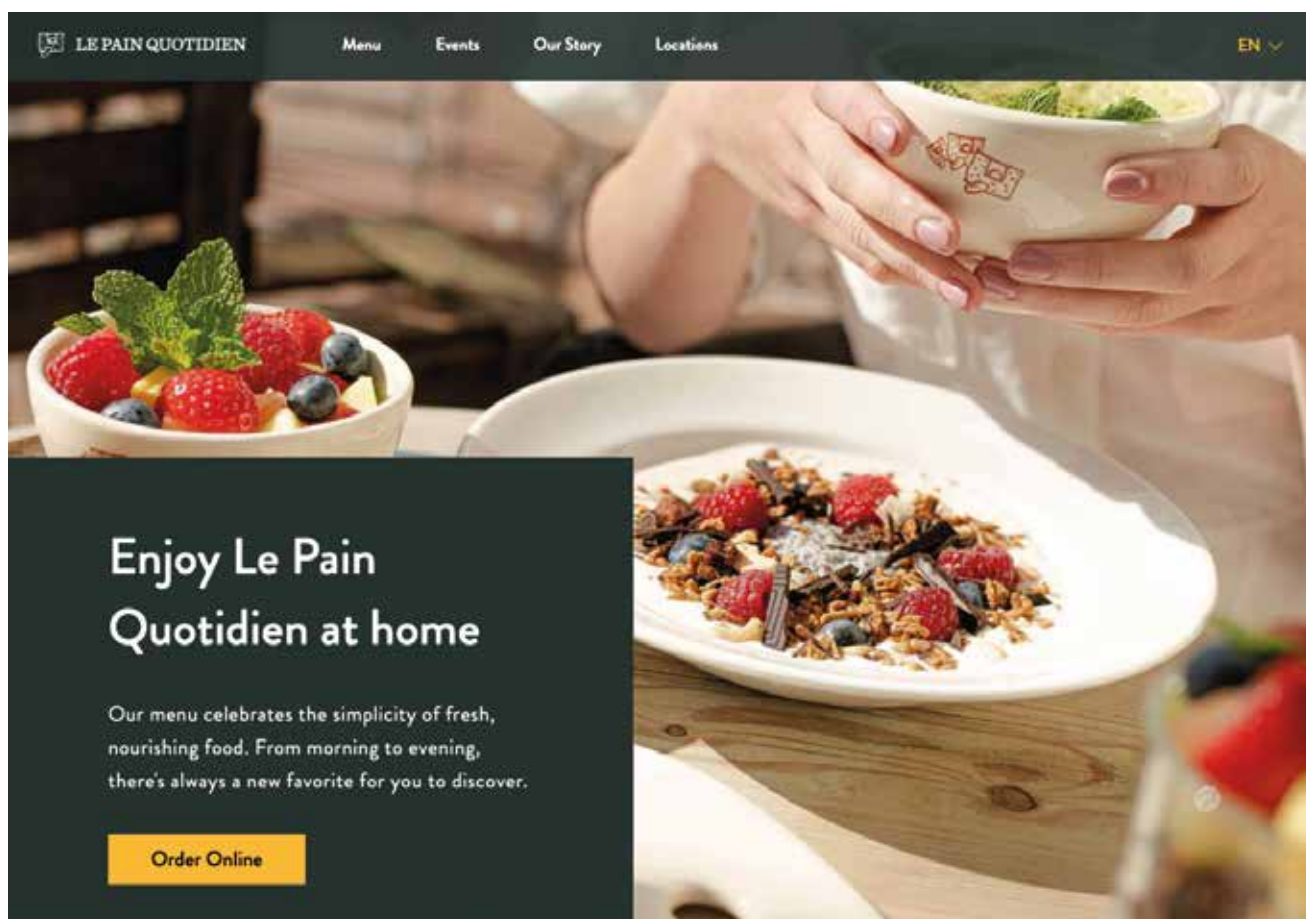 LE PAIN QUOTIDIEN
Menu
Events
Our Story
Locations
EN
Enjoy Le Pain
Quotidien at home
Our menu celebrates the simplicity of fresh,
nourishing food. From morning to evening,
there's always a new favorite for you to discover.
Order Online